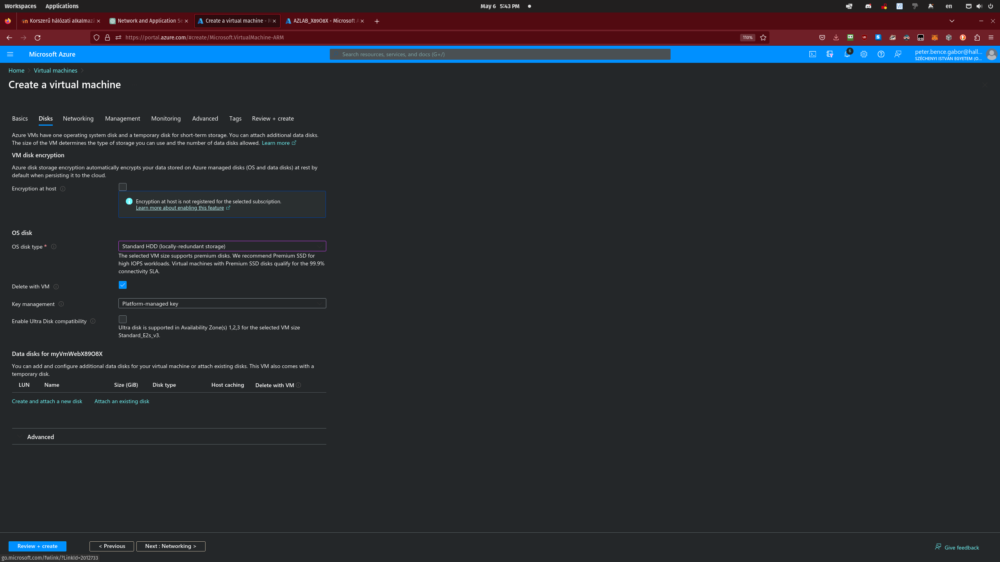 Workspaces Applications May 6 5:43 PM en
Korszerű hálózati alkalmazá Network and Application Se Create a virtual machine - M AZLAB_X89O8X - Microsoft A
https://portal.azure.com/#create/Microsoft.VirtualMachine-ARM 110%
Microsoft Azure Search resources, services, and docs (G+/) 6 peter.bence.gabor@hall...
SZÉCHENYI ISTVÁN EGYETEM (O...
Home Virtual machines
Create a virtual machine
Basics Disks Networking Management Monitoring Advanced Tags Review + create
Azure VMs have one operating system disk and a temporary disk for short-term storage. You can attach additional data disks.
The size of the VM determines the type of storage you can use and the number of data disks allowed. Learn more
VM disk encryption
Azure disk storage encryption automatically encrypts your data stored on Azure managed disks (OS and data disks) at rest by
default when persisting it to the cloud.
Encryption at host
Encryption at host is not registered for the selected subscription.
Learn more about enabling this feature
OS disk
OS disk type * Standard HDD (locally-redundant storage)
The selected VM size supports premium disks. We recommend Premium SSD for
high IOPS workloads. Virtual machines with Premium SSD disks qualify for the 99.9%
connectivity SLA.
Delete with VM
Key management Platform-managed key
Enable Ultra Disk compatibility
Ultra disk is supported in Availability Zone(s) 1,2,3 for the selected VM size
Standard_E2s_v3.
Data disks for myVmWebX89O8X
You can add and configure additional data disks for your virtual machine or attach existing disks. This VM also comes with a
temporary disk.
LUN Name Size (GiB) Disk type Host caching Delete with VM
Create and attach a new disk Attach an existing disk
Advanced
Review + create < Previous Next : Networking > Give feedback
go.microsoft.com/fwlink/?LinkId=2012733